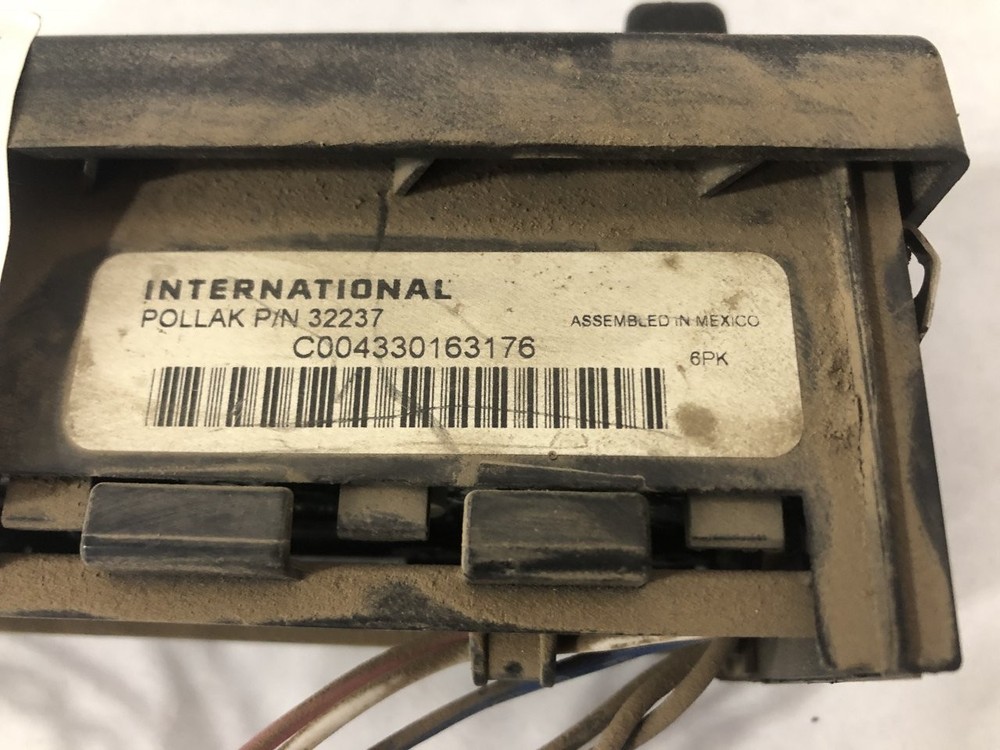 INTERNATIONAL
POLLAK P/N 32237
ASSEMBLED IN MEXICO
C004330163176
6PK